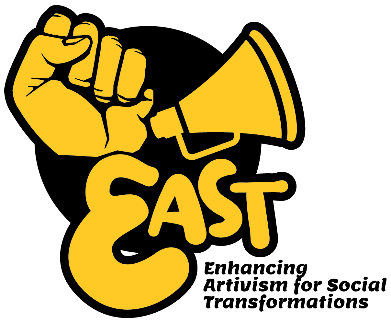 EAST
Enhancing
Artivism for Social
Transformations